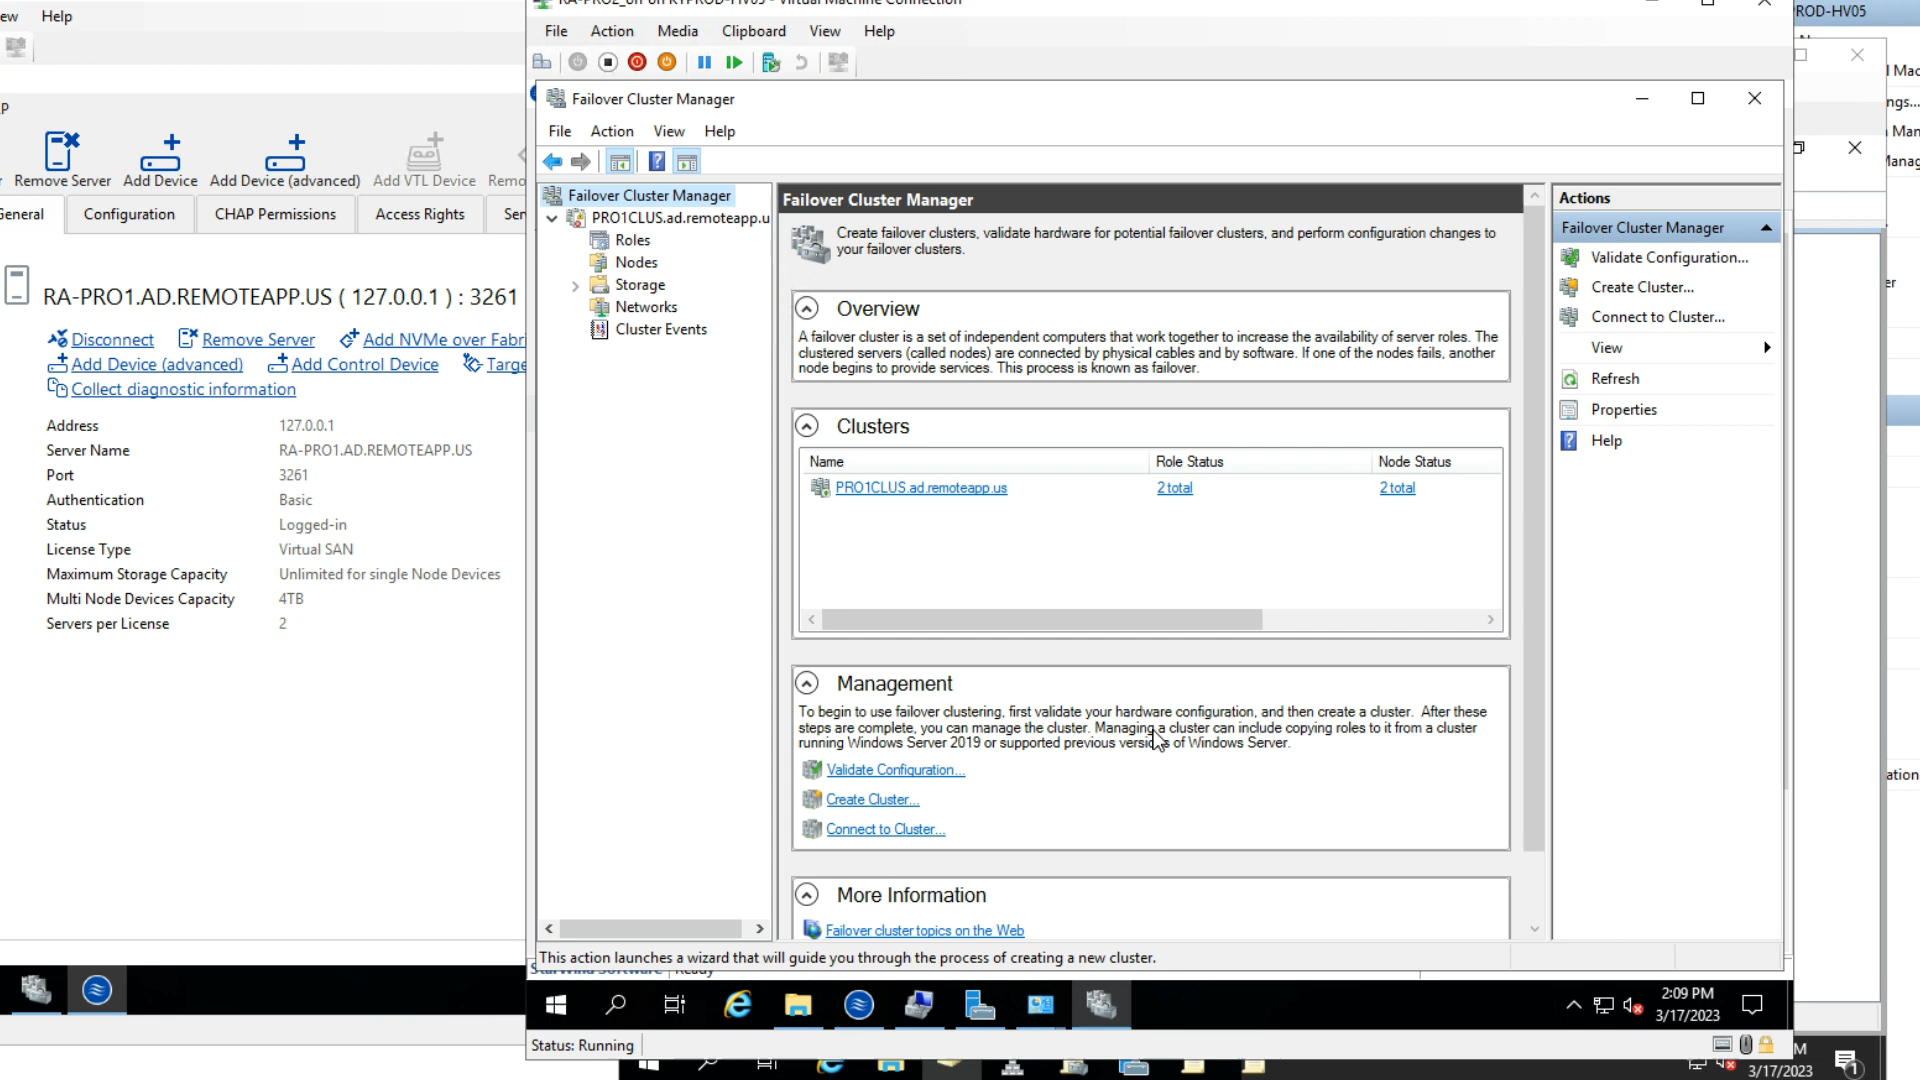 ew Help
P
Remove Server Add Device Add Device (advanced) Add VTL Device Remo
General Configuration CHAP Permissions Access Rights Ser
RA-PRO1.AD.REMOTEAPP.US ( 127.0.0.1 ) : 3261
Disconnect Remove Server Add NVMe over Fabri
Add Device (advanced) Add Control Device Targe
Collect diagnostic information
Address 127.0.0.1
Server Name RA-PRO1.AD.REMOTEAPP.US
Port 3261
Authentication Basic
Status Logged-in
License Type Virtual SAN
Maximum Storage Capacity Unlimited for single Node Devices
Multi Node Devices Capacity 4TB
Servers per License 2
File Action Media Clipboard View Help
Failover Cluster Manager
File Action View Help
Failover Cluster Manager
PRO1CLUS.ad.remoteapp.u
Roles
Nodes
Storage
Networks
Cluster Events
Failover Cluster Manager
Create failover clusters, validate hardware for potential failover clusters, and perform configuration changes to
your failover clusters.
Overview
A failover cluster is a set of independent computers that work together to increase the availability of server roles. The
clustered servers (called nodes) are connected by physical cables and by software. If one of the nodes fails, another
node begins to provide services. This process is known as failover.
Clusters
Name Role Status Node Status
PRO1CLUS.ad.remoteapp.us 2 total 2 total
Management
To begin to use failover clustering, first validate your hardware configuration, and then create a cluster. After these
steps are complete, you can manage the cluster. Managing a cluster can include copying roles to it from a cluster
running Windows Server 2019 or supported previous versions of Windows Server.
Validate Configuration...
Create Cluster...
Connect to Cluster...
More Information
Failover cluster topics on the Web
Actions
Failover Cluster Manager
Validate Configuration...
Create Cluster...
Connect to Cluster...
View
Refresh
Properties
Help
This action launches a wizard that will guide you through the process of creating a new cluster.
2:09 PM
3/17/2023
Status: Running
PROD-HV05
l Mac
ngs...
Man
Manag
er
ation
M
3/17/2023
1